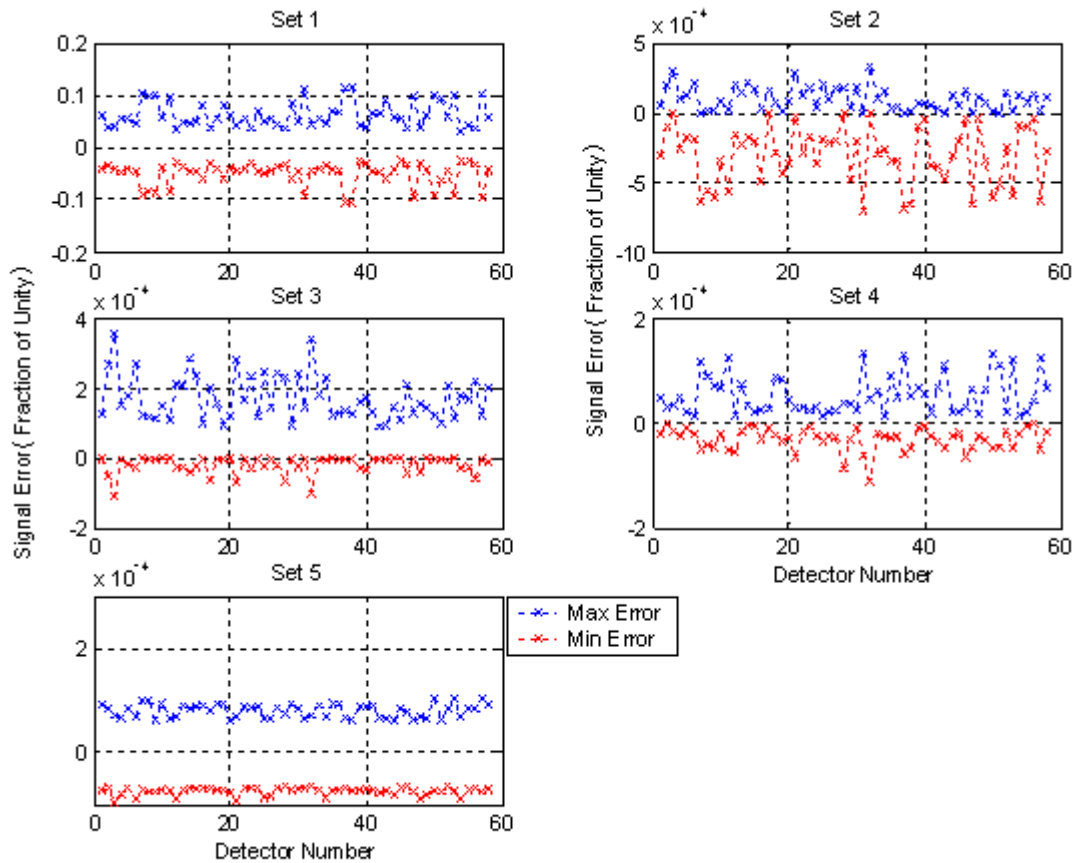 Set 1
0.2
0.1
0
-0.1
-0.2
0 20 40 60
Set 2
x 10⁻⁴
5
0
-5
-10
0 20 40 60
Set 3
x 10⁻⁴
4
2
0
-2
0 20 40 60
Set 4
x 10⁻⁴
2
0
-2
0 20 40 60
Detector Number
Set 5
x 10⁻⁴
2
0
0 20 40 60
Detector Number
Signal Error( Fraction of Unity)
Signal Error( Fraction of Unity)
Max Error
Min Error